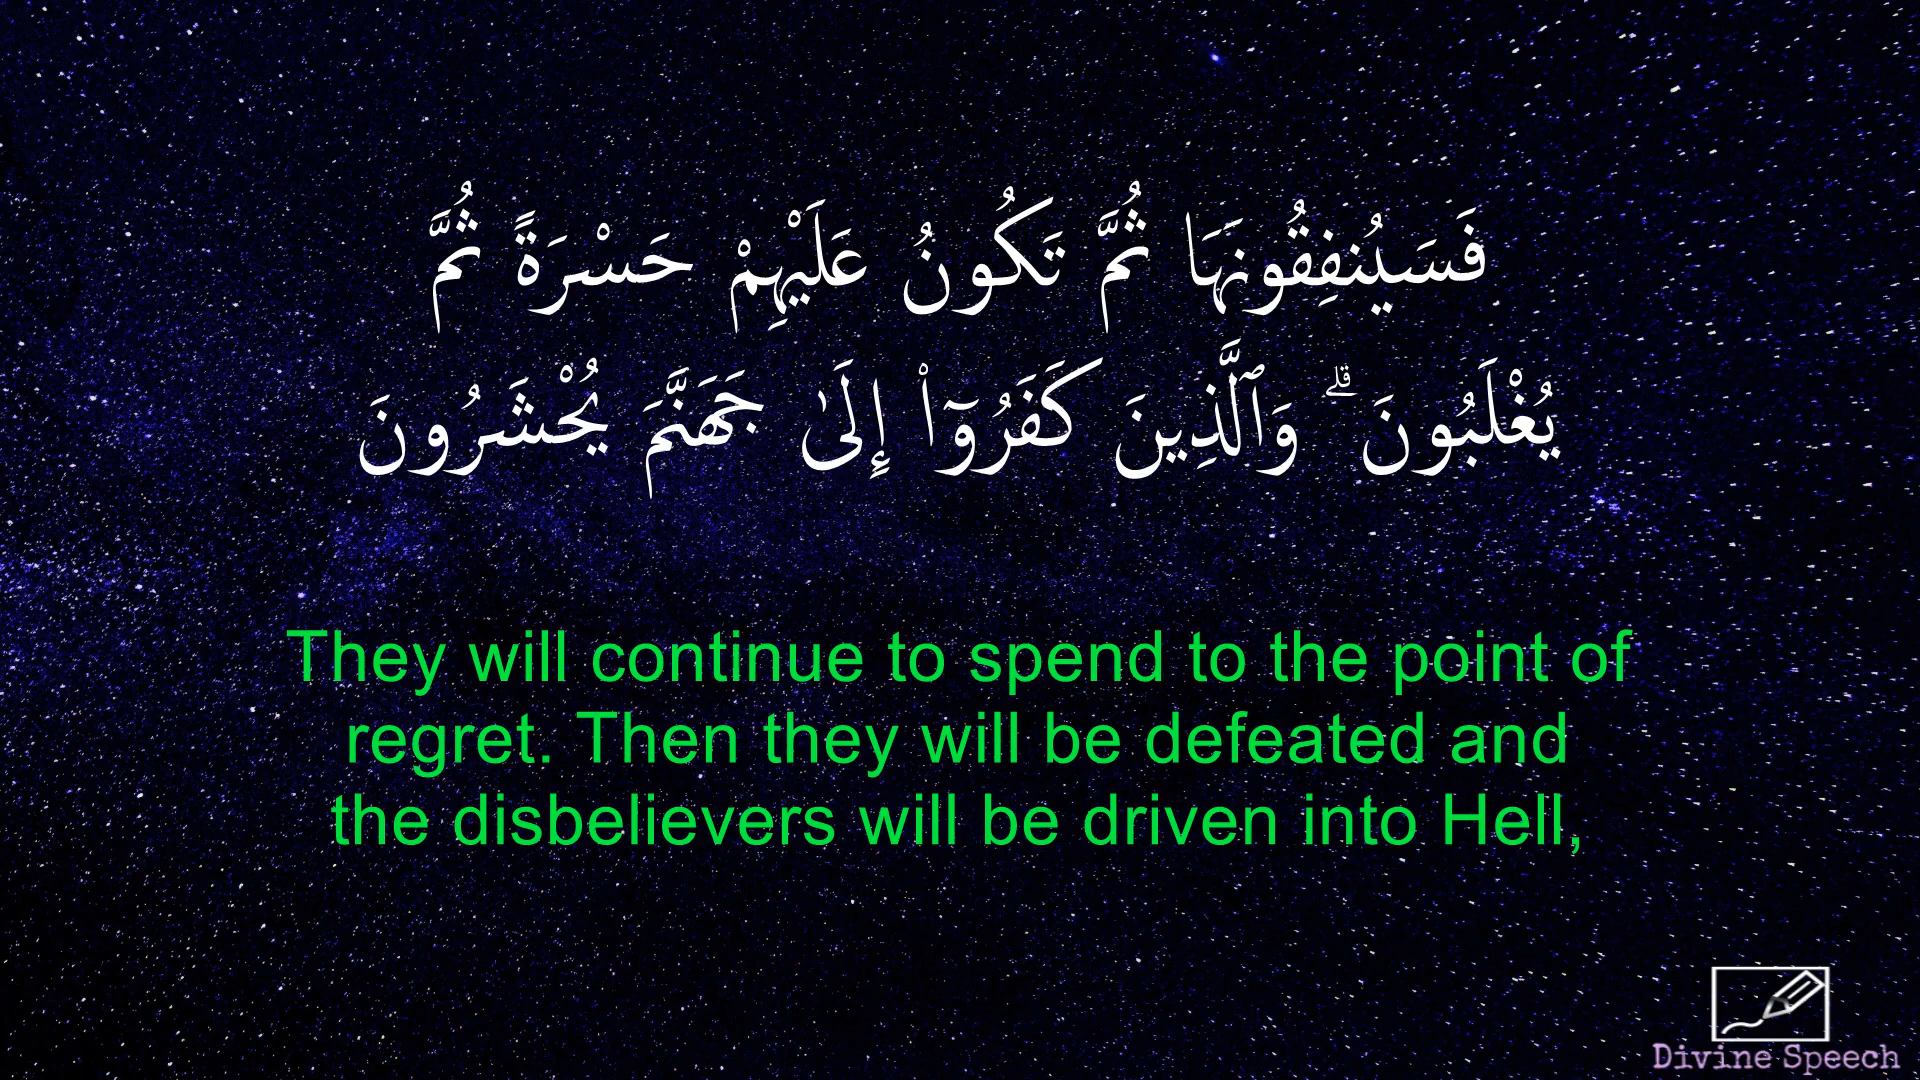 فَسَيُنفِقُونَهَا ثُمَّ تَكُونُ عَلَيْهِمْ حَسْرَةً ثُمَّ
يُغْلَبُونَ ۗ وَٱلَّذِينَ كَفَرُوٓا۟ إِلَىٰ جَهَنَّمَ يُحْشَرُونَ
They will continue to spend to the point of
regret. Then they will be defeated and
the disbelievers will be driven into Hell,
Divine Speech